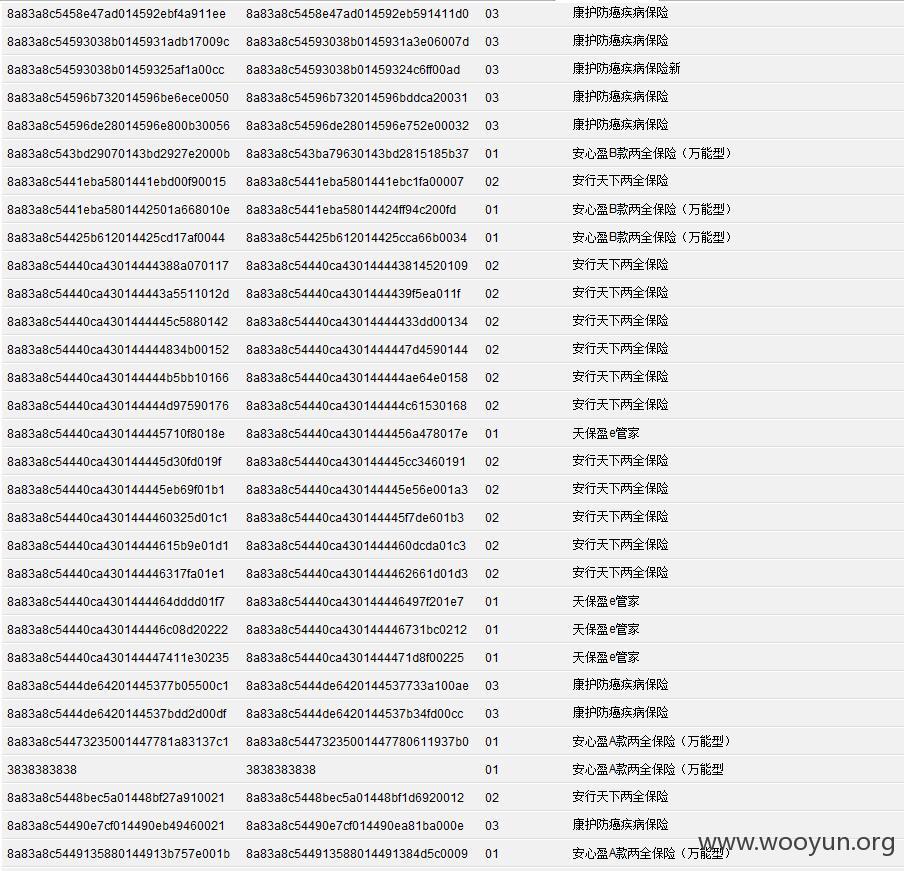 8a83a8c5458e47ad014592ebf4a911ee 8a83a8c5458e47ad014592eb591411d0 03 康护防癌疾病保险
8a83a8c54593038b0145931adb17009c 8a83a8c54593038b0145931a3e06007d 03 康护防癌疾病保险
8a83a8c54593038b01459325af1a00cc 8a83a8c54593038b01459324c6ff00ad 03 康护防癌疾病保险新
8a83a8c54596b732014596be6ece0050 8a83a8c54596b732014596bddca20031 03 康护防癌疾病保险
8a83a8c54596de28014596e800b30056 8a83a8c54596de28014596e752e00032 03 康护防癌疾病保险
8a83a8c543bd29070143bd2927e2000b 8a83a8c543ba79630143bd2815185b37 01 安心盈B款两全保险（万能型）
8a83a8c5441eba5801441ebd00f90015 8a83a8c5441eba5801441ebc1fa00007 02 安行天下两全保险
8a83a8c5441eba5801442501a668010e 8a83a8c5441eba58014424ff94c200fd 01 安心盈B款两全保险（万能型）
8a83a8c54425b612014425cd17af0044 8a83a8c54425b612014425cca66b0034 01 安心盈B款两全保险（万能型）
8a83a8c54440ca43014444388a070117 8a83a8c54440ca430144443814520109 02 安行天下两全保险
8a83a8c54440ca430144443a5511012d 8a83a8c54440ca4301444439f5ea011f 02 安行天下两全保险
8a83a8c54440ca4301444445c5880142 8a83a8c54440ca43014444433dd00134 02 安行天下两全保险
8a83a8c54440ca430144444834b00152 8a83a8c54440ca4301444447d4590144 02 安行天下两全保险
8a83a8c54440ca430144444b5bb10166 8a83a8c54440ca430144444ae64e0158 02 安行天下两全保险
8a83a8c54440ca430144444d97590176 8a83a8c54440ca430144444c61530168 02 安行天下两全保险
8a83a8c54440ca430144445710f8018e 8a83a8c54440ca4301444456a478017e 01 天保盈e管家
8a83a8c54440ca430144445d30fd019f 8a83a8c54440ca430144445cc3460191 02 安行天下两全保险
8a83a8c54440ca430144445eb69f01b1 8a83a8c54440ca430144445e56e001a3 02 安行天下两全保险
8a83a8c54440ca4301444460325d01c1 8a83a8c54440ca430144445f7de601b3 02 安行天下两全保险
8a83a8c54440ca43014444615b9e01d1 8a83a8c54440ca4301444460dcda01c3 02 安行天下两全保险
8a83a8c54440ca430144446317fa01e1 8a83a8c54440ca4301444462661d01d3 02 安行天下两全保险
8a83a8c54440ca4301444464dddd01f7 8a83a8c54440ca430144446497f201e7 01 天保盈e管家
8a83a8c54440ca430144446c08d20222 8a83a8c54440ca430144446731bc0212 01 天保盈e管家
8a83a8c54440ca430144447411e30235 8a83a8c54440ca4301444471d8f00225 01 天保盈e管家
8a83a8c5444de64201445377b05500c1 8a83a8c5444de6420144537733a100ae 03 康护防癌疾病保险
8a83a8c5444de6420144537bdd2d00df 8a83a8c5444de6420144537b34fd00cc 03 康护防癌疾病保险
8a83a8c54473235001447781a83137c1 8a83a8c54473235001447780611937b0 01 安心盈A款两全保险（万能型）
3838383838 3838383838 01 安心盈A款两全保险（万能型
8a83a8c5448bec5a01448bf27a910021 8a83a8c5448bec5a01448bf1d6920012 02 安行天下两全保险
8a83a8c54490e7cf014490eb49460021 8a83a8c54490e7cf014490ea81ba000e 03 康护防癌疾病保险
8a83a8c5449135880144913b757e001b 8a83a8c544913588014491384d5c0009 01 安心盈A款两全保险（万能型）
www.wooyun.org